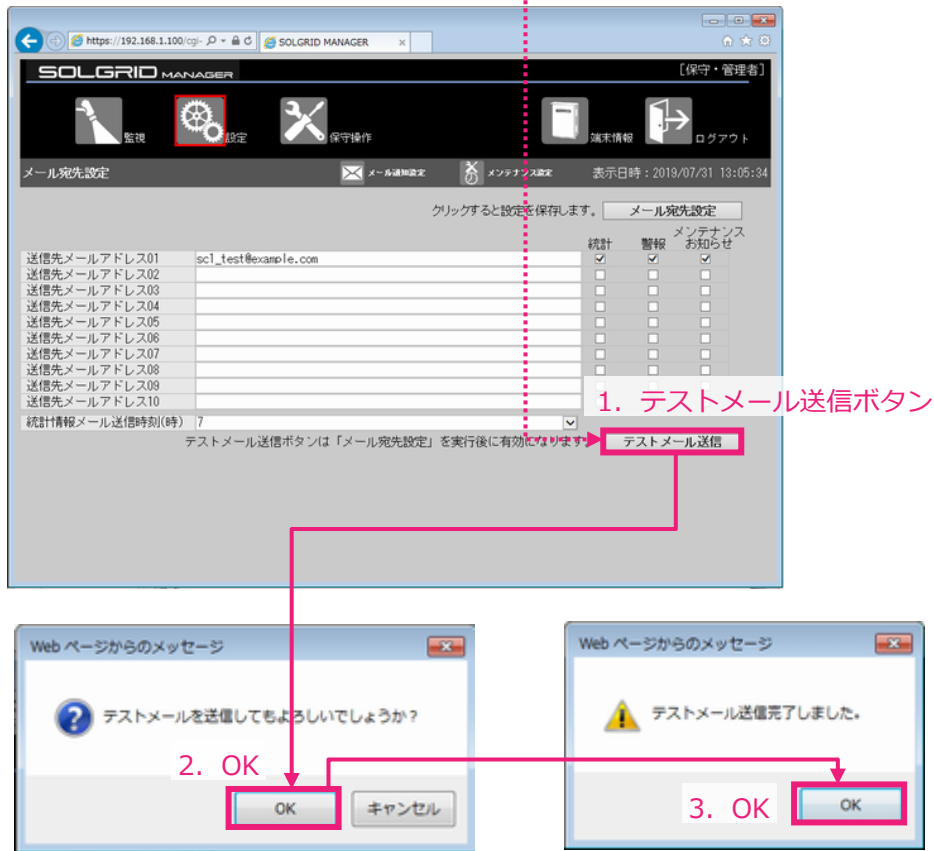 https://192.168.1.100/cgi-
SOLGRID MANAGER
SOLGRID MANAGER
[保守・管理者]
監視
設定
保守操作
端末情報
ログアウト
メール宛先設定
メール通知設定
メンテナンス設定
表示日時:2019/07/31 13:05:34
クリックすると設定を保存します。
メール宛先設定
統計
警報
メンテナンス
お知らせ
送信先メールアドレス01 scl_test@example.com
送信先メールアドレス02
送信先メールアドレス03
送信先メールアドレス04
送信先メールアドレス05
送信先メールアドレス06
送信先メールアドレス07
送信先メールアドレス08
送信先メールアドレス09
送信先メールアドレス10
1. テストメール送信ボタン
統計情報メール送信時刻(時) 7
テストメール送信ボタンは「メール宛先設定」を実行後に有効になります。
テストメール送信
Web ページからのメッセージ
テストメールを送信してもよろしいでしょうか?
2. OK
OK
キャンセル
Web ページからのメッセージ
テストメール送信完了しました。
3. OK
OK